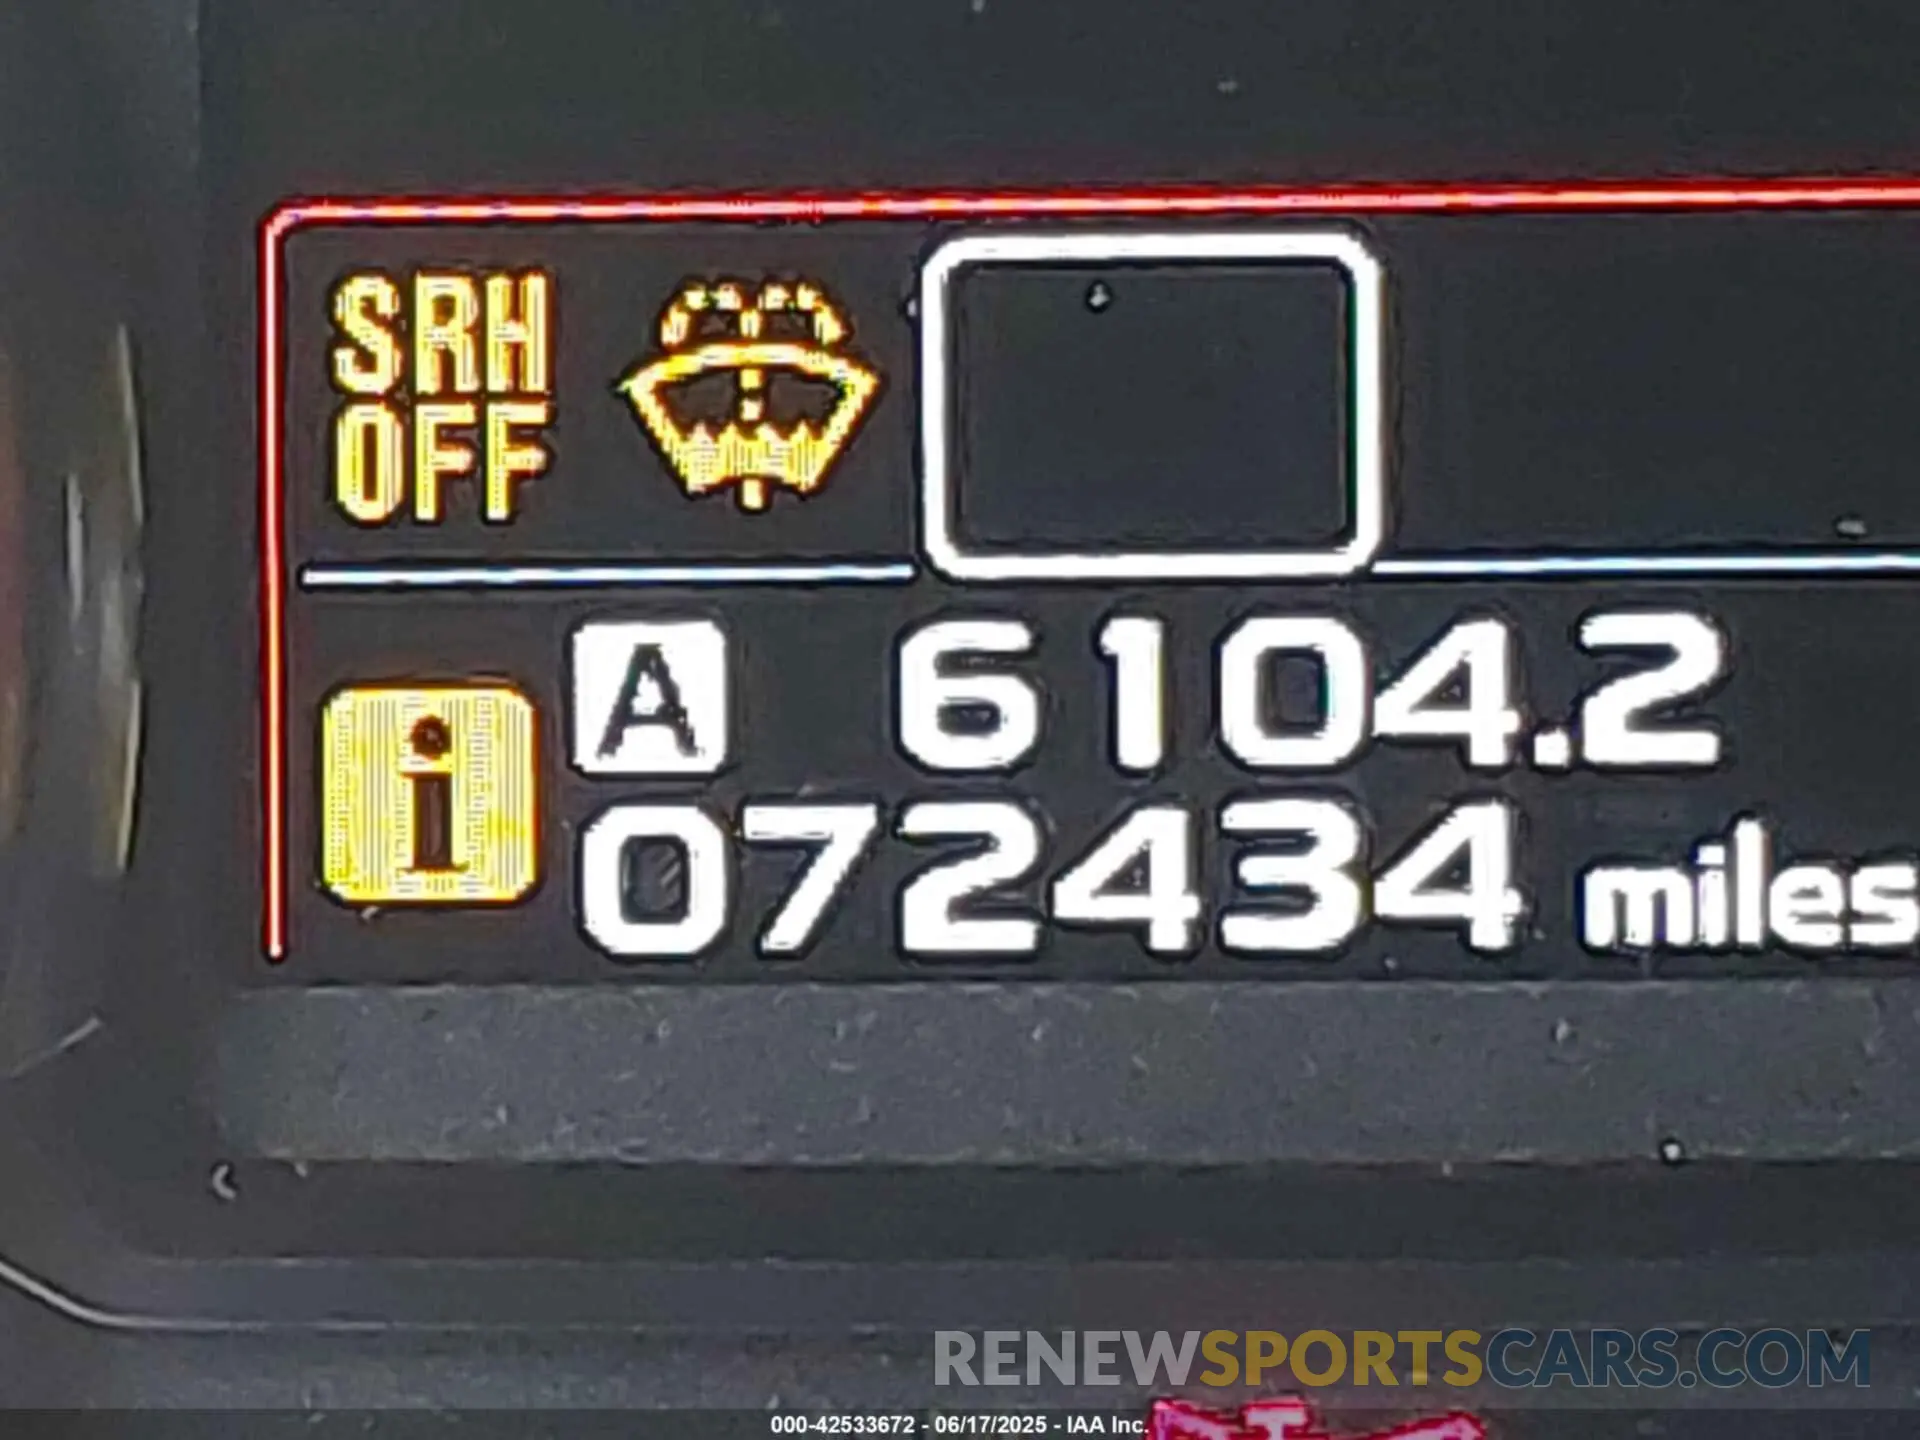 SRH
OFF
i
A 6104.2
072434 miles
RENEWSPORTSCARS.COM
000-42533672 - 06/17/2025 - IAA Inc.